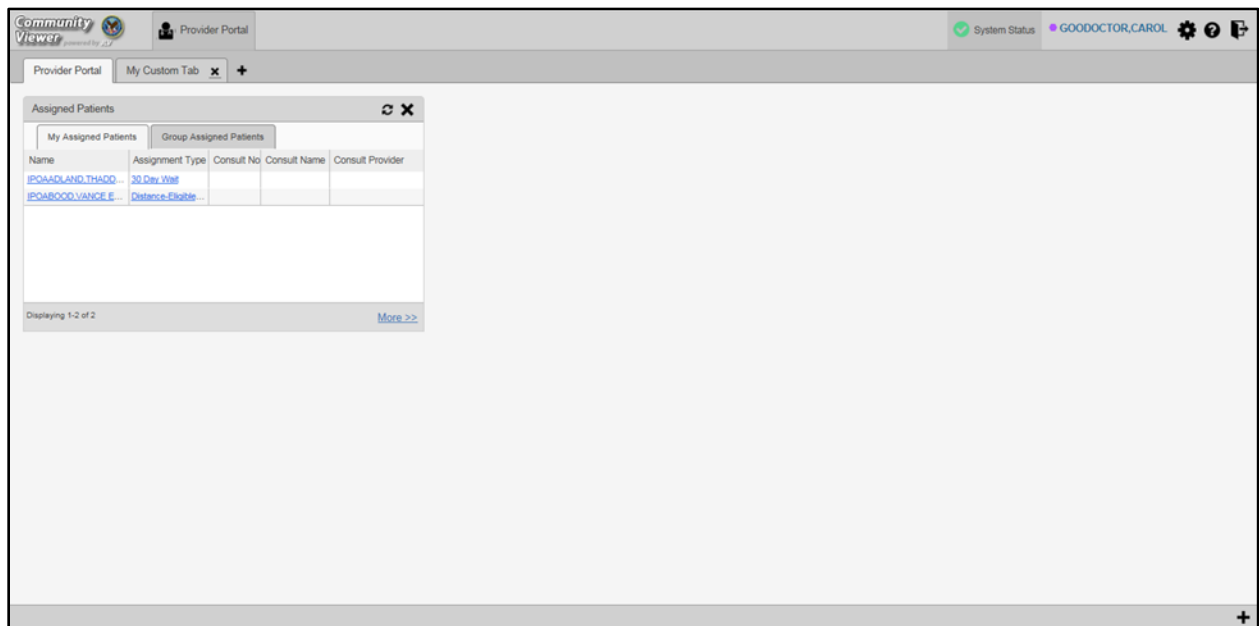 Community
Viewer powered by JLV
Provider Portal
System Status
GOODOCTOR,CAROL
Provider Portal
My Custom Tab
Assigned Patients
My Assigned Patients
Group Assigned Patients
Name Assignment Type Consult No Consult Name Consult Provider
IPOAADLAND,THADD... 30 Day Wait
IPOABOOD,VANCE E... Distance-Eligible...
Displaying 1-2 of 2
More >>